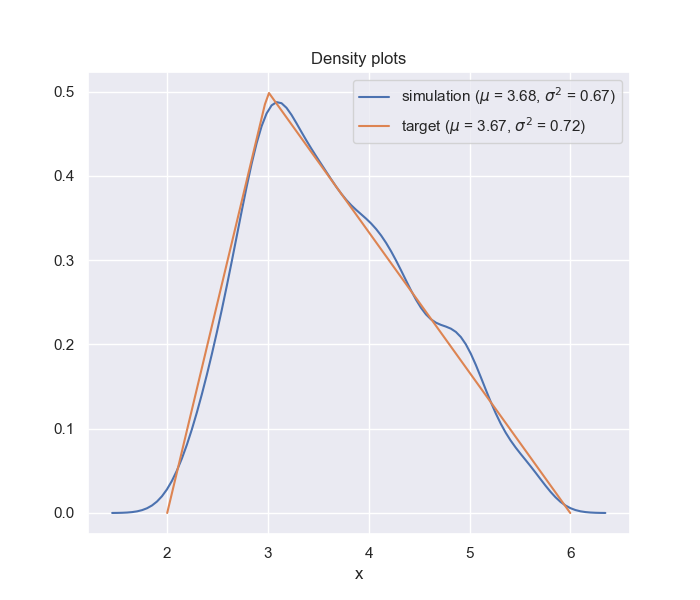 Density plots
simulation (μ = 3.68, σ² = 0.67)
target (μ = 3.67, σ² = 0.72)
0.5
0.4
0.3
0.2
0.1
0.0
2 3 4 5 6
x